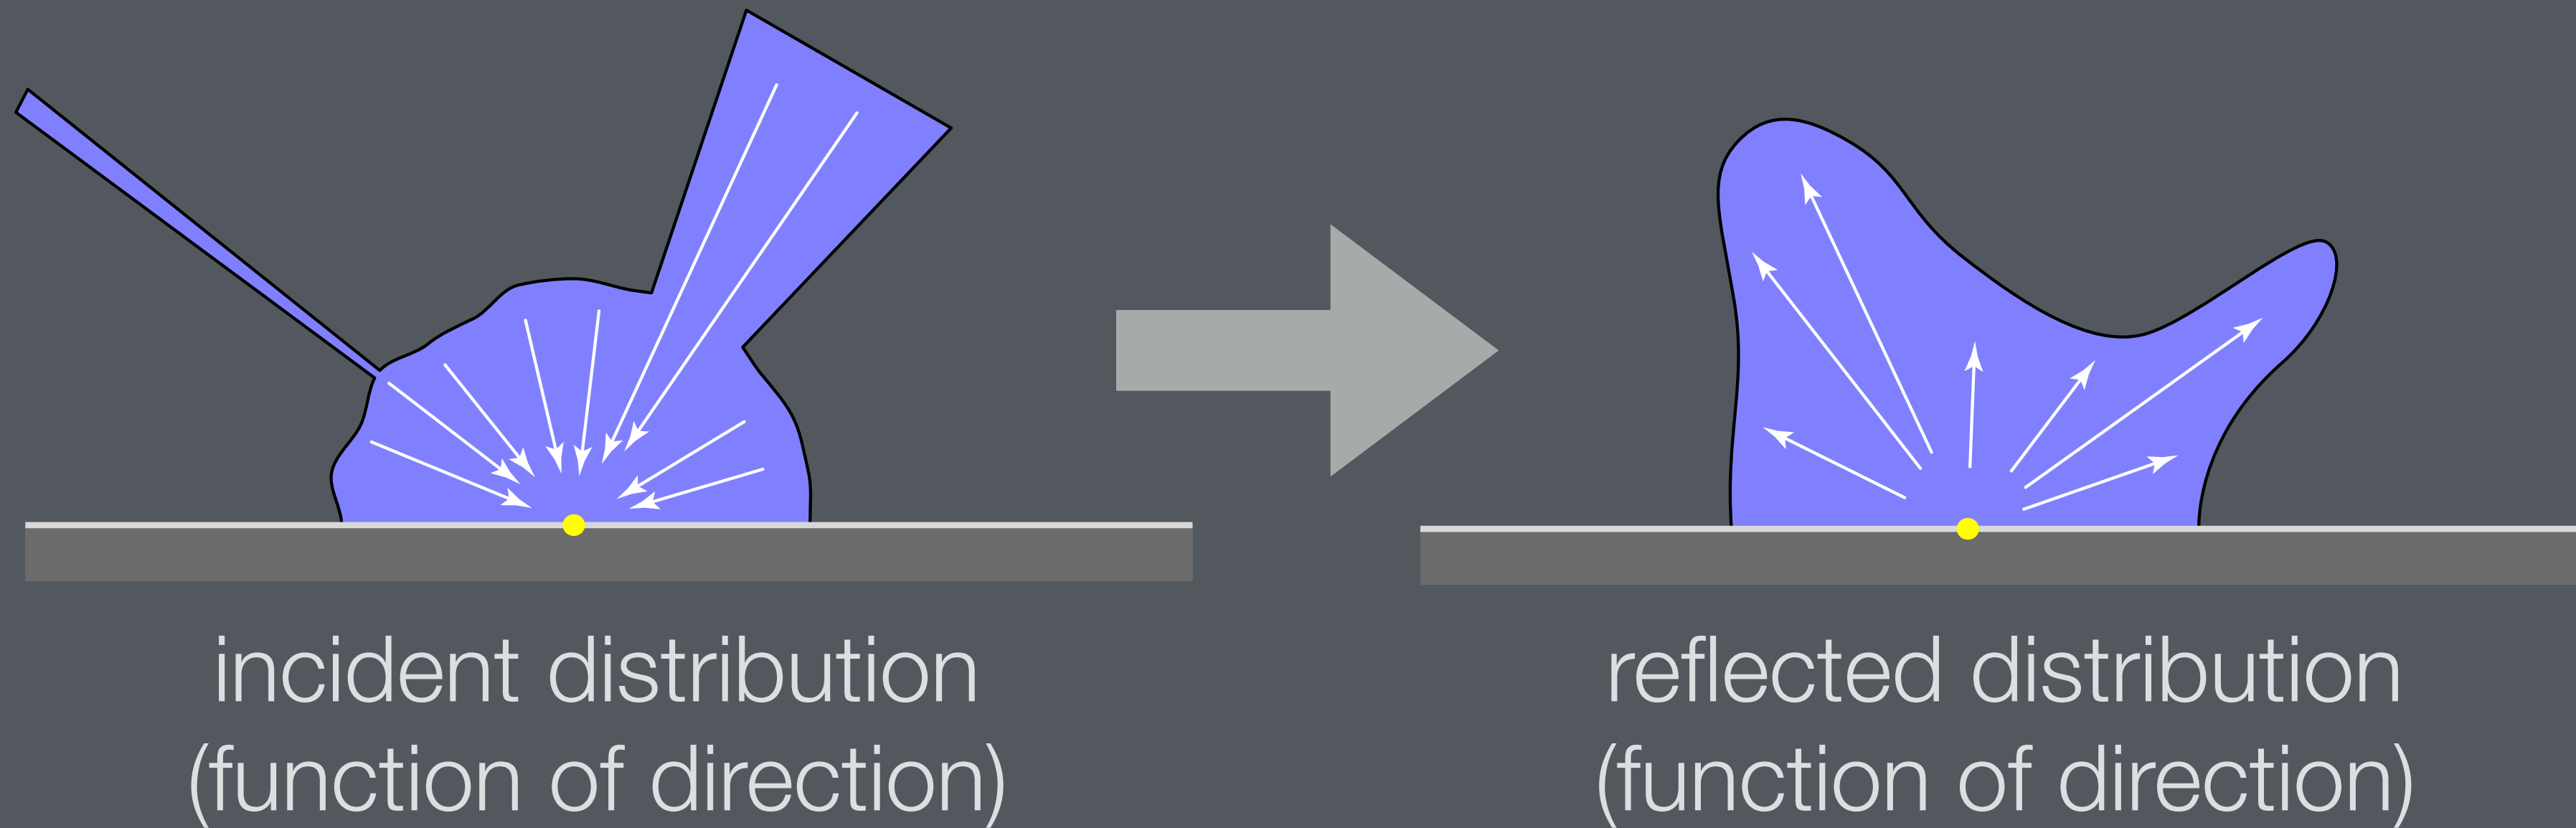 incident distribution
(function of direction)
reflected distribution
(function of direction)